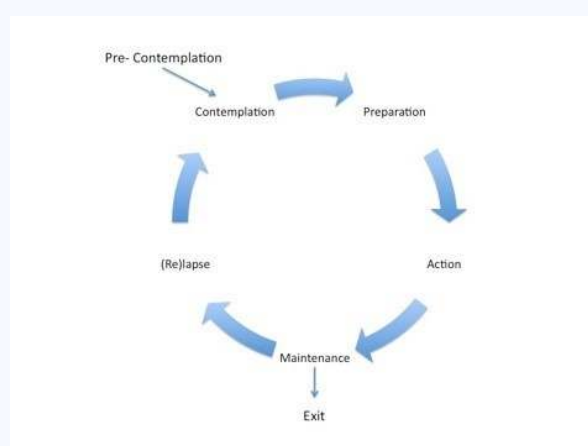 Pre- Contemplation
Contemplation
Preparation
(Re)lapse
Action
Maintenance
Exit